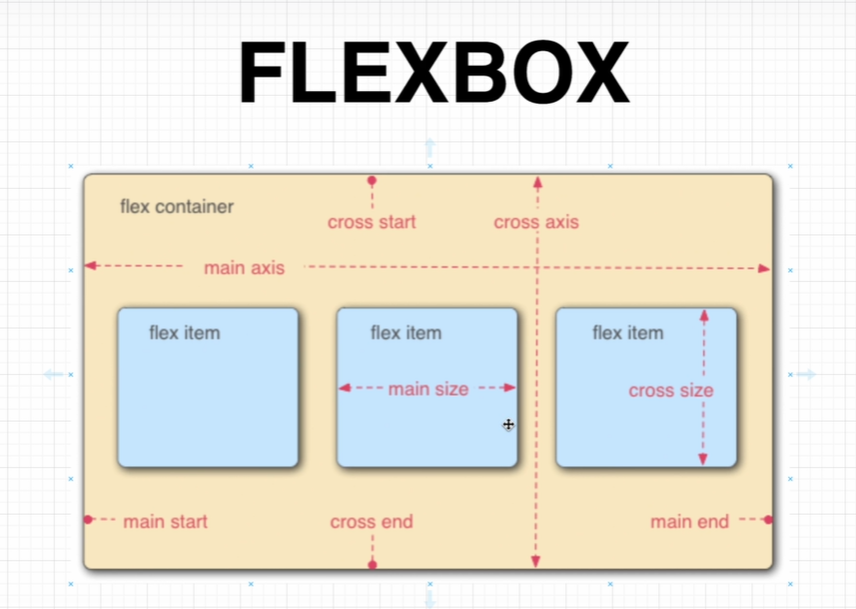 FLEXBOX
flex container
cross start
cross axis
main axis
flex item
flex item
flex item
main size
cross size
main start
cross end
main end